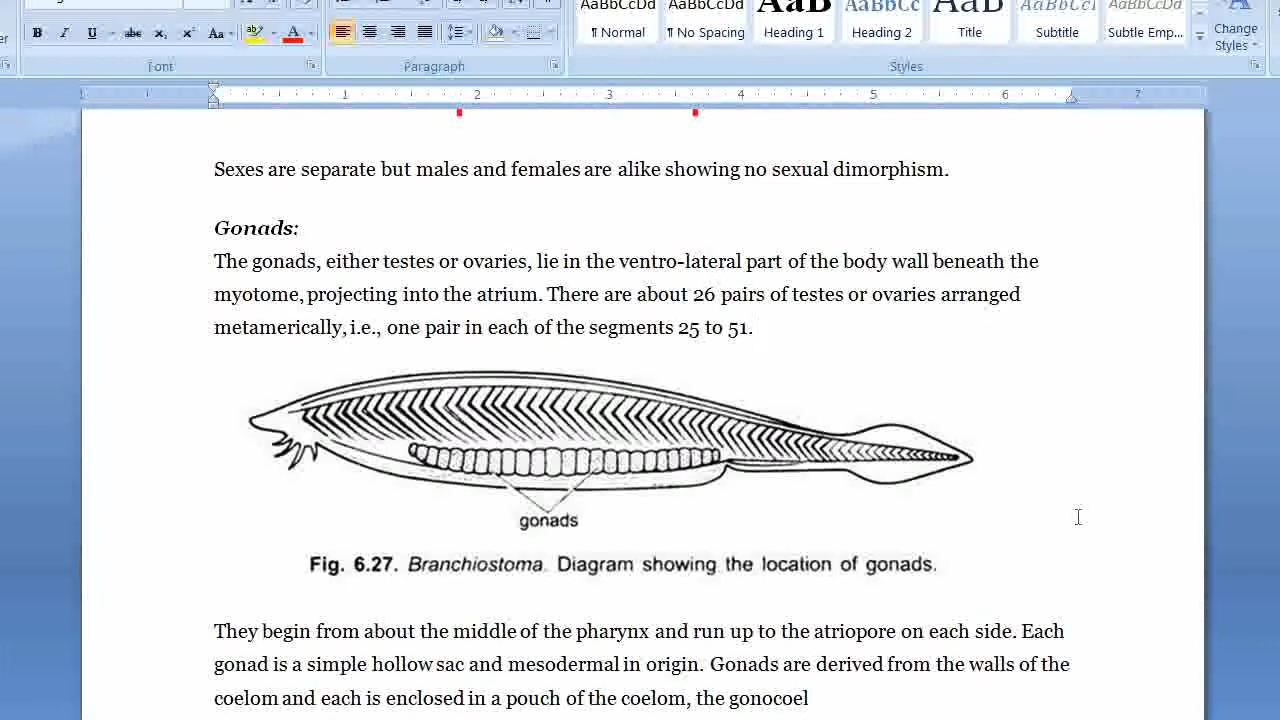 AaBbCcDd AaBbCcDd AaB AaBbCc AaB AaBbCcI AaBbCcDd
B I U abc x₂ x² Aa A ¶ Normal ¶ No Spacing Heading 1 Heading 2 Title Subtitle Subtle Emp... Change
Styles
Font Paragraph Styles
1 1 2 3 4 5 6 7
Sexes are separate but males and females are alike showing no sexual dimorphism.
Gonads:
The gonads, either testes or ovaries, lie in the ventro-lateral part of the body wall beneath the
myotome, projecting into the atrium. There are about 26 pairs of testes or ovaries arranged
metamerically, i.e., one pair in each of the segments 25 to 51.
gonads
Fig. 6.27. Branchiostoma. Diagram showing the location of gonads.
They begin from about the middle of the pharynx and run up to the atriopore on each side. Each
gonad is a simple hollow sac and mesodermal in origin. Gonads are derived from the walls of the
coelom and each is enclosed in a pouch of the coelom, the gonocoel